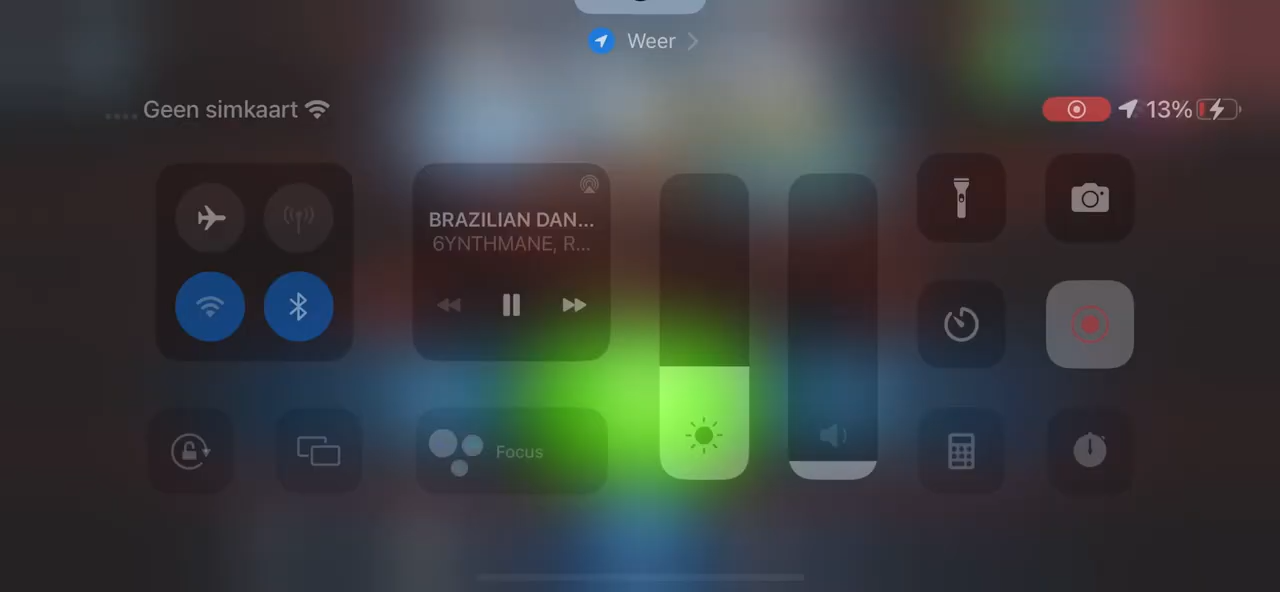 Weer
Geen simkaart
13%
BRAZILIAN DAN...
6YNTHMANE, R...
Focus